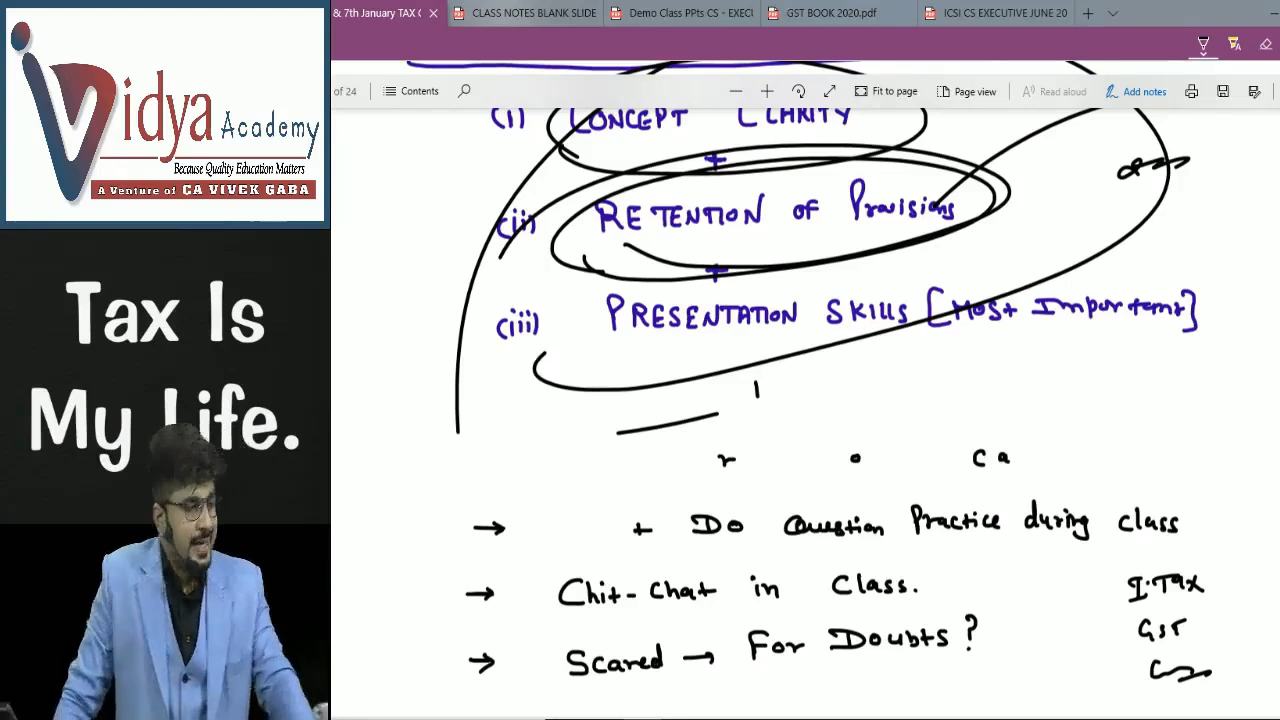 & 7th January TAX C
CLASS NOTES BLANK SLIDE
Demo Class PPts CS - EXECU
GST BOOK 2020.pdf
ICSI CS EXECUTIVE JUNE 20
of 24
Contents
Fit to page
Page view
Read aloud
Add notes
Vidya Academy
Because Quality Education Matters
A Venture of CA VIVEK GABA
Tax Is
My Life.
(i) CONCEPT CLARITY
+
(ii) RETENTION OF Provisions
+
(iii) PRESENTATION SKILLS [Most Important]
r o c a
→ + Do Question Practice during class
→ Chit-chat in Class.
→ Scared → For Doubts?
I.Tax
GST